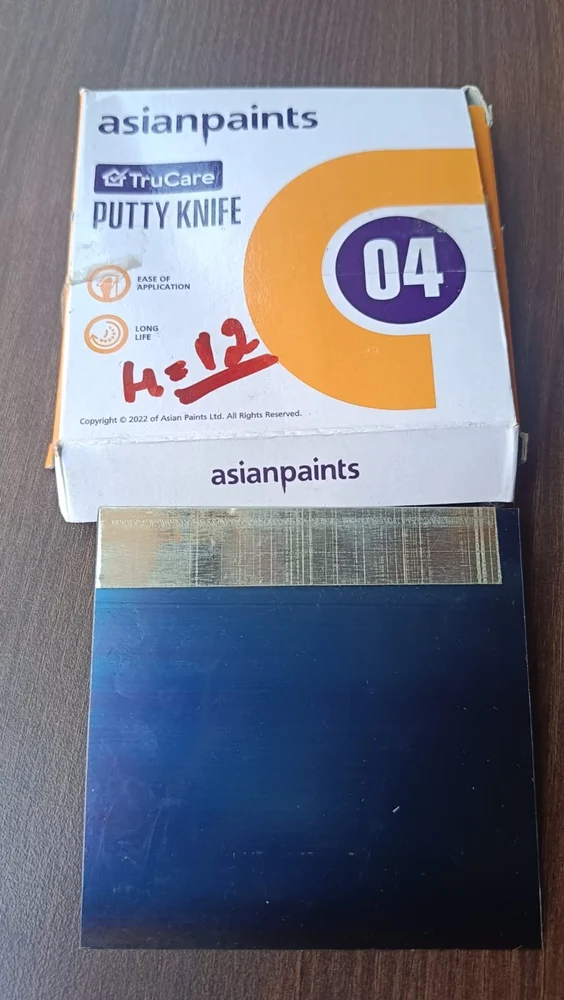 asianpaints
TruCare
PUTTY KNIFE
04
EASE OF
APPLICATION
LONG
LIFE
H=12
Copyright © 2022 of Asian Paints Ltd. All Rights Reserved.
asianpaints